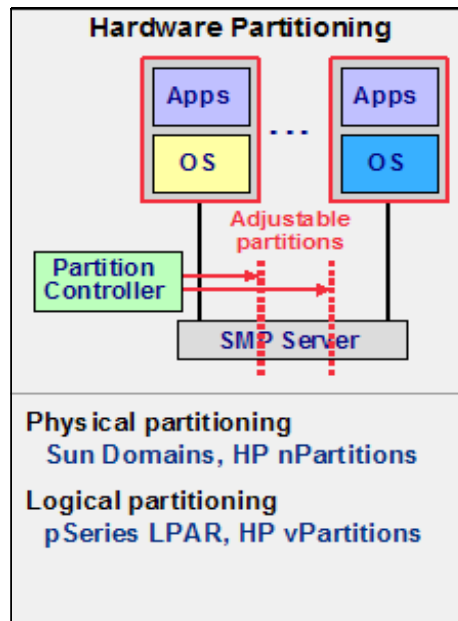 Hardware Partitioning
Apps
Apps
...
OS
OS
Adjustable
partitions
Partition
Controller
SMP Server
Physical partitioning
Sun Domains, HP nPartitions
Logical partitioning
pSeries LPAR, HP vPartitions